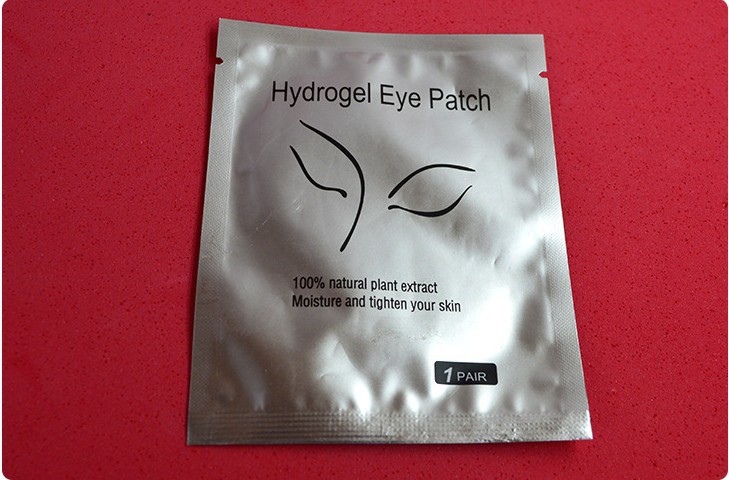 Hydrogel Eye Patch
100% natural plant extract
Moisture and tighten your skin
1 PAIR